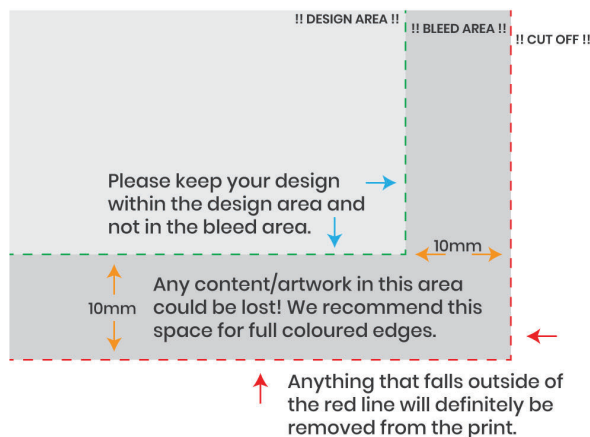 !! DESIGN AREA !!
!! BLEED AREA !!
!! CUT OFF !!
Please keep your design
within the design area and
not in the bleed area.
10mm
Any content/artwork in this area
could be lost! We recommend this
space for full coloured edges.
10mm
Anything that falls outside of
the red line will definitely be
removed from the print.